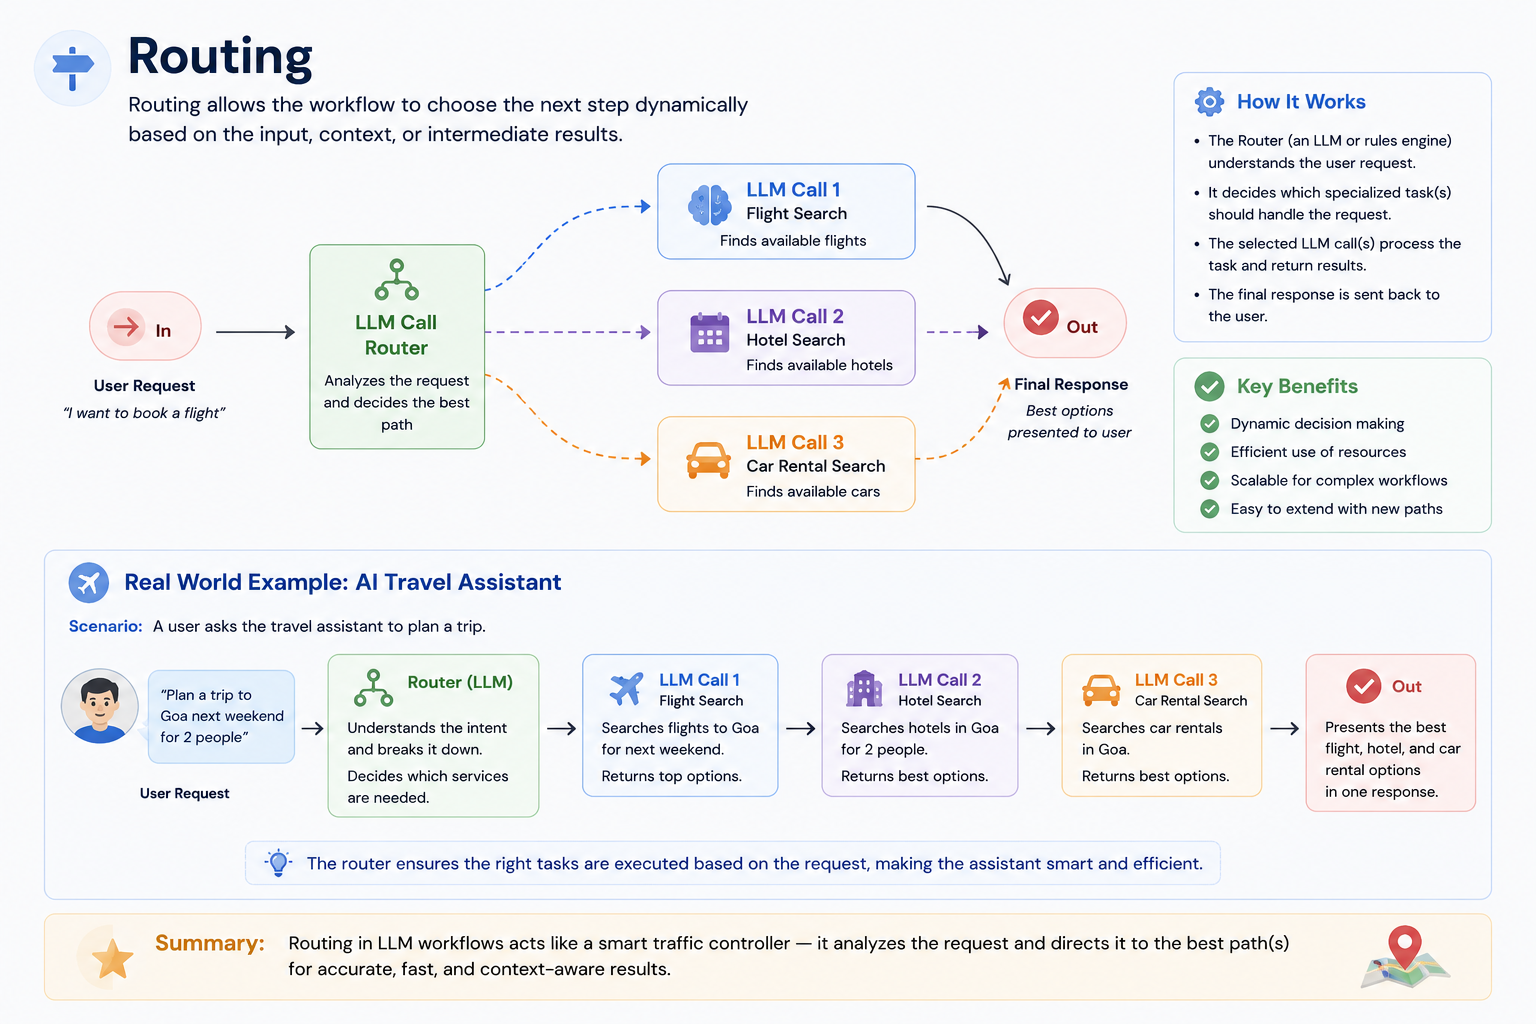 Routing
Routing allows the workflow to choose the next step dynamically
based on the input, context, or intermediate results.
In
User Request
“I want to book a flight”
LLM Call
Router
Analyzes the request
and decides the best
path
LLM Call 1
Flight Search
Finds available flights
LLM Call 2
Hotel Search
Finds available hotels
LLM Call 3
Car Rental Search
Finds available cars
Out
Final Response
Best options
presented to user
How It Works
• The Router (an LLM or rules engine)
understands the user request.
• It decides which specialized task(s)
should handle the request.
• The selected LLM call(s) process the
task and return results.
• The final response is sent back to
the user.
Key Benefits
Dynamic decision making
Efficient use of resources
Scalable for complex workflows
Easy to extend with new paths
Real World Example: AI Travel Assistant
Scenario: A user asks the travel assistant to plan a trip.
“Plan a trip to
Goa next weekend
for 2 people”
User Request
Router (LLM)
Understands the intent
and breaks it down.
Decides which services
are needed.
LLM Call 1
Flight Search
Searches flights to Goa
for next weekend.
Returns top options.
LLM Call 2
Hotel Search
Searches hotels in Goa
for 2 people.
Returns best options.
LLM Call 3
Car Rental Search
Searches car rentals
in Goa.
Returns best options.
Out
Presents the best
flight, hotel, and car
rental options
in one response.
The router ensures the right tasks are executed based on the request, making the assistant smart and efficient.
Summary: Routing in LLM workflows acts like a smart traffic controller — it analyzes the request and directs it to the best path(s)
for accurate, fast, and context-aware results.